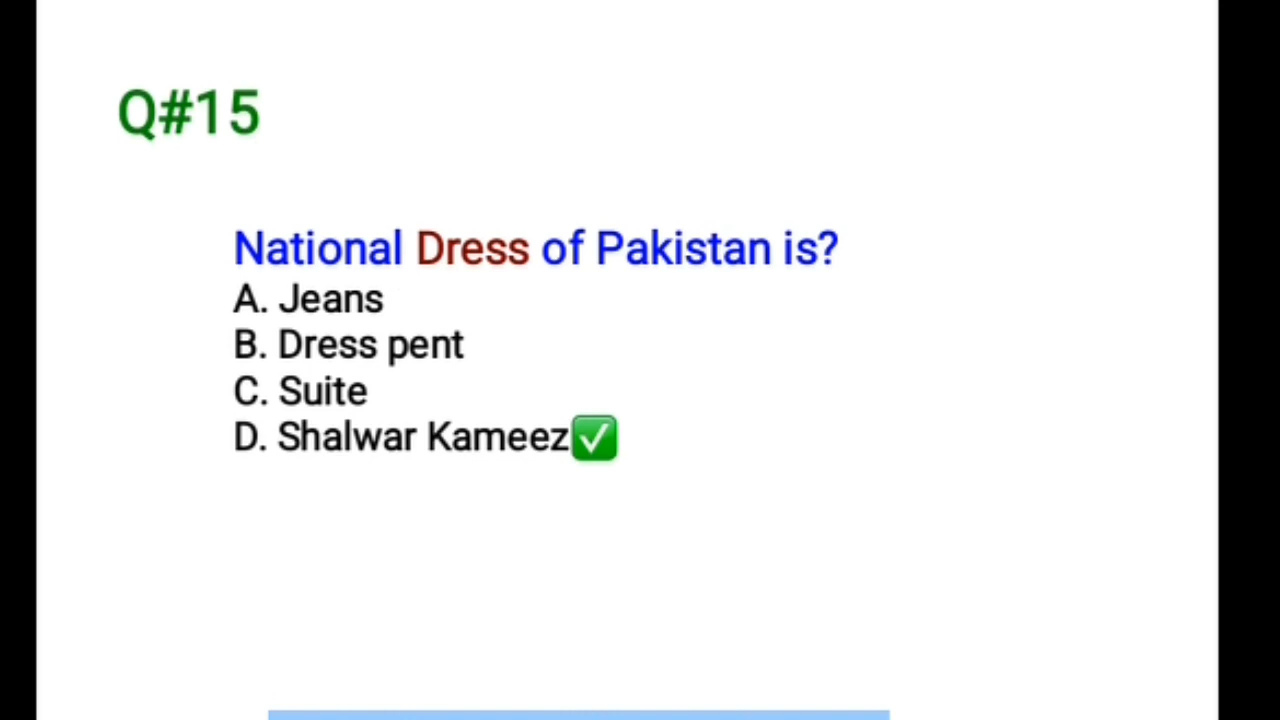 Q#15
National Dress of Pakistan is?
A. Jeans
B. Dress pent
C. Suite
D. Shalwar Kameez✅